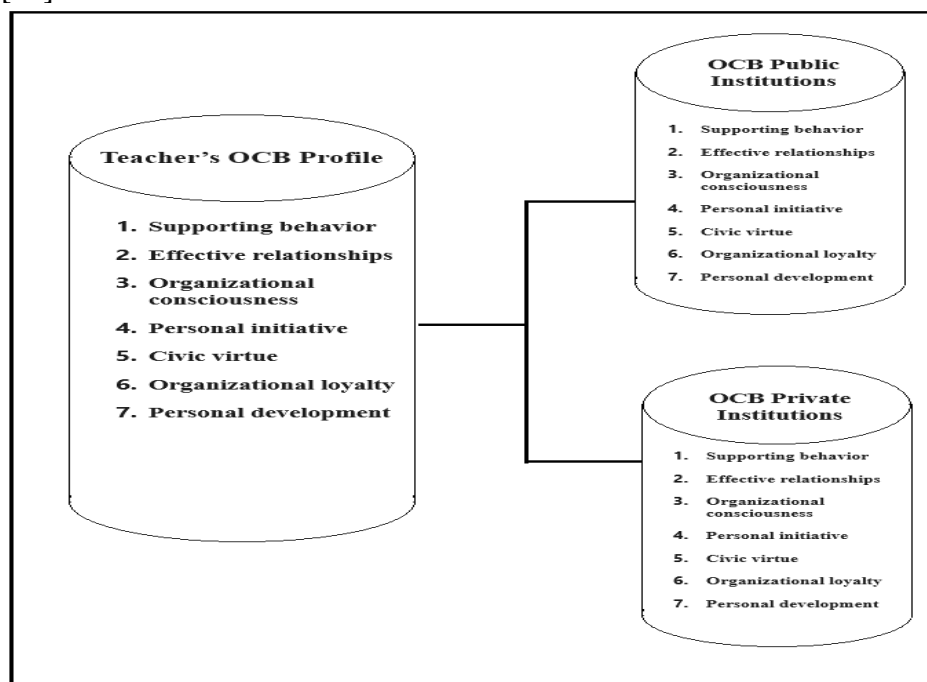 Teacher's OCB Profile
1. Supporting behavior
2. Effective relationships
3. Organizational
consciousness
4. Personal initiative
5. Civic virtue
6. Organizational loyalty
7. Personal development
OCB Public
Institutions
1. Supporting behavior
2. Effective relationships
3. Organizational
consciousness
4. Personal initiative
5. Civic virtue
6. Organizational loyalty
7. Personal development
OCB Private
Institutions
1. Supporting behavior
2. Effective relationships
3. Organizational
consciousness
4. Personal initiative
5. Civic virtue
6. Organizational loyalty
7. Personal development